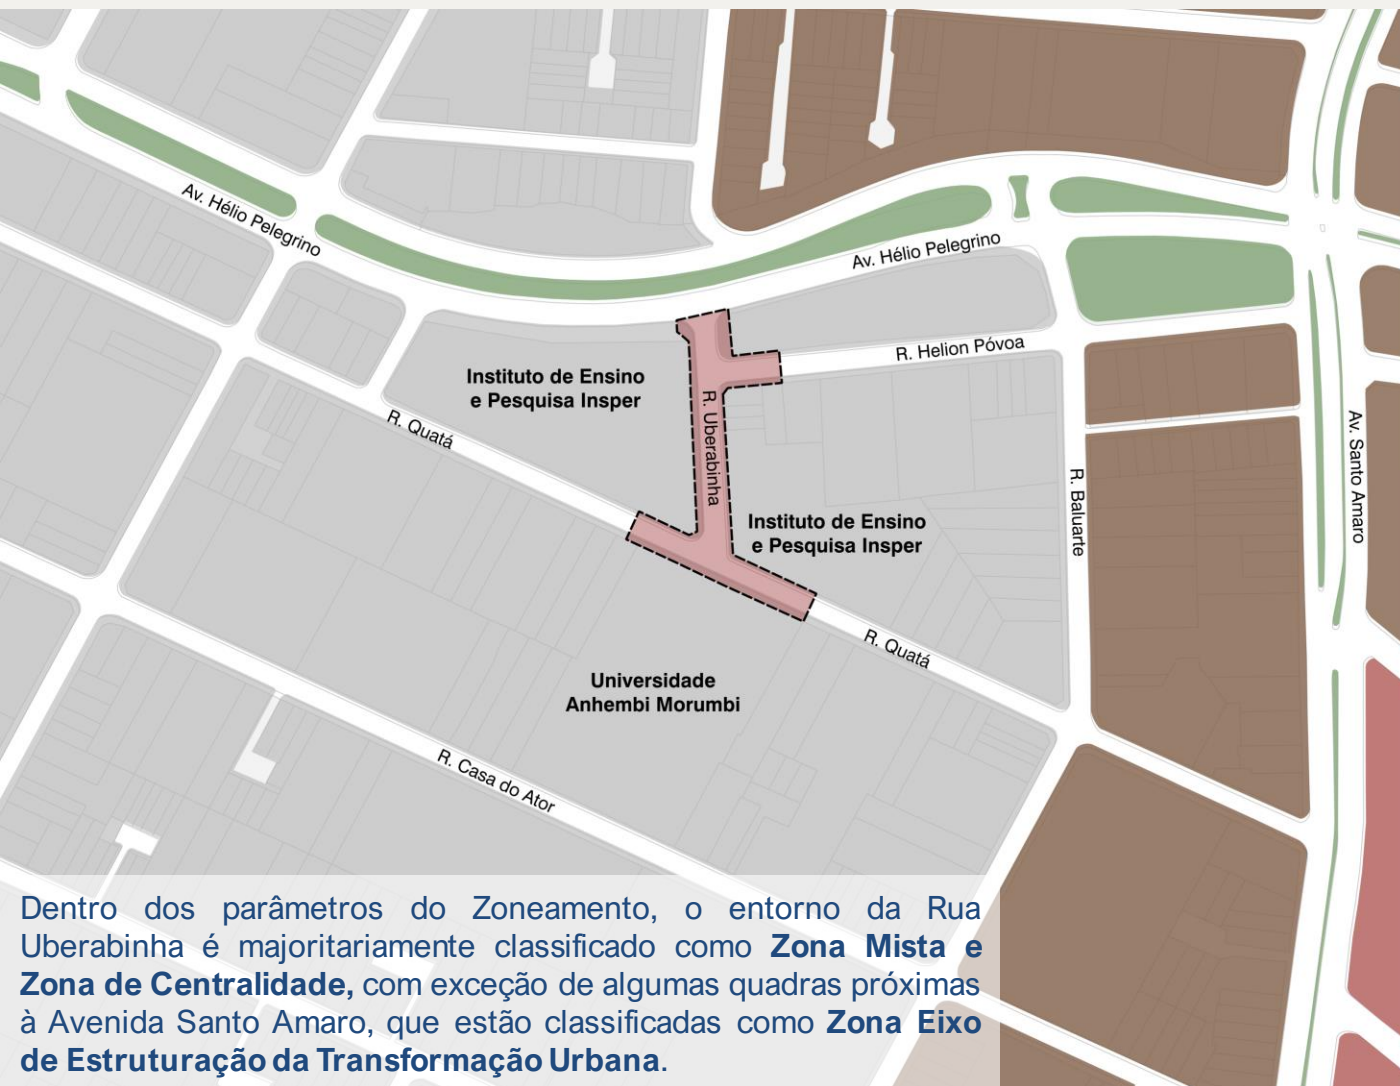 Av. Hélio Pelegrino
Av. Hélio Pelegrino
R. Helion Póvoa
Instituto de Ensino
e Pesquisa Insper
R. Uberabinha
R. Quatá
Av. Santo Amaro
R. Baluarte
Instituto de Ensino
e Pesquisa Insper
R. Quatá
Universidade
Anhembi Morumbi
R. Casa do Ator
Dentro dos parâmetros do Zoneamento, o entorno da Rua
Uberabinha é majoritariamente classificado como Zona Mista e
Zona de Centralidade, com exceção de algumas quadras próximas
à Avenida Santo Amaro, que estão classificadas como Zona Eixo
de Estruturação da Transformação Urbana.